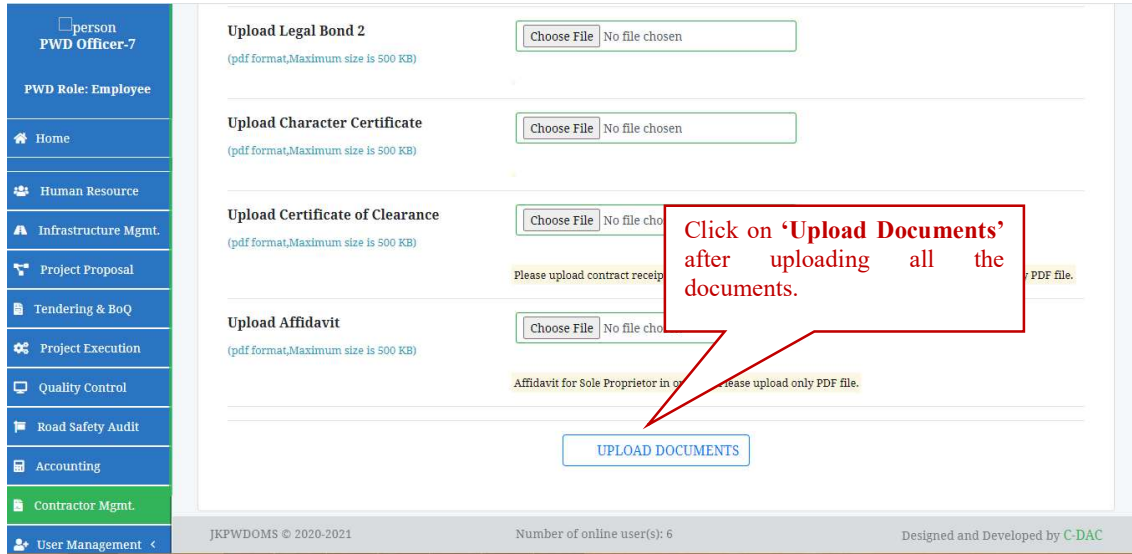 person
PWD Officer-7
PWD Role: Employee
Home
Human Resource
Infrastructure Mgmt.
Project Proposal
Tendering & BoQ
Project Execution
Quality Control
Road Safety Audit
Accounting
Contractor Mgmt.
User Management <
Upload Legal Bond 2
(pdf format,Maximum size is 500 KB)
Choose File No file chosen
Upload Character Certificate
(pdf format,Maximum size is 500 KB)
Choose File No file chosen
Upload Certificate of Clearance
(pdf format,Maximum size is 500 KB)
Choose File No file
Please upload contract receip
PDF file.
Click on ‘Upload Documents’
after uploading all the
documents.
Upload Affidavit
(pdf format,Maximum size is 500 KB)
Choose File No file
Affidavit for Sole Proprietor in upload only PDF file.
UPLOAD DOCUMENTS
JKPWDOMS © 2020-2021
Number of online user(s): 6
Designed and Developed by C-DAC